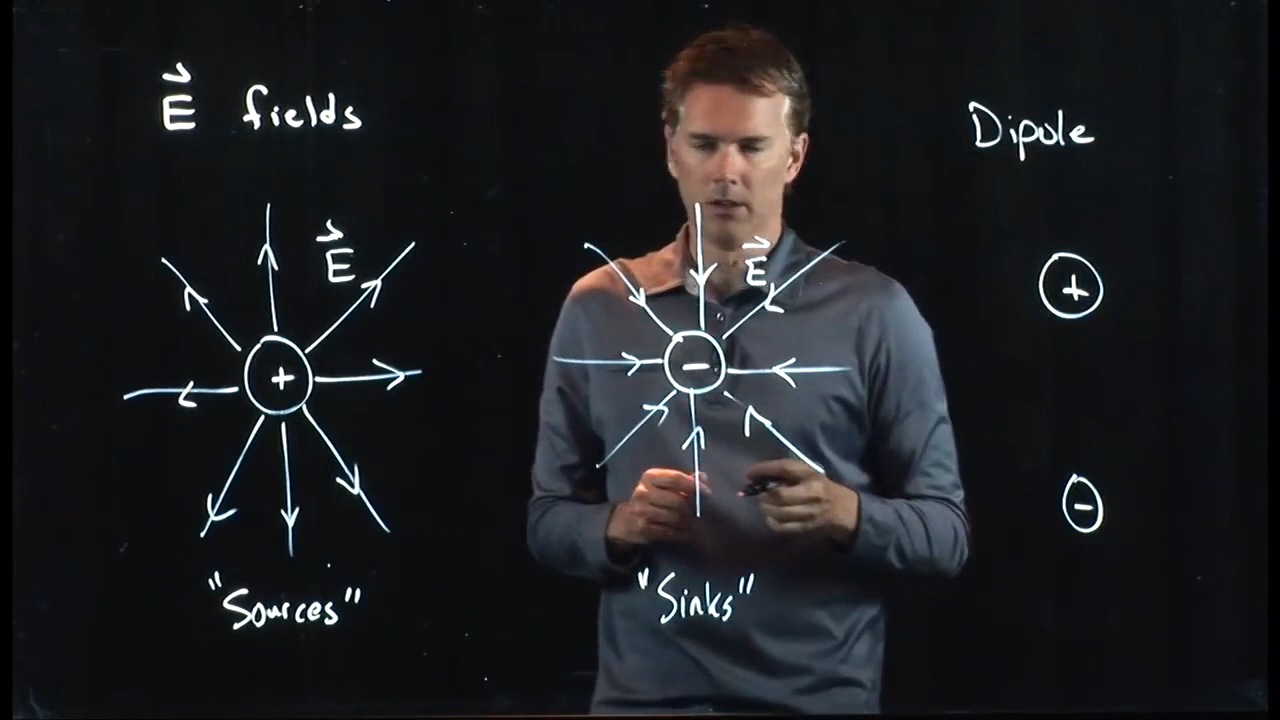 E⃗ fields
Dipole
E⃗
E⃗
+
+
-
-
"Sources"
"Sinks"